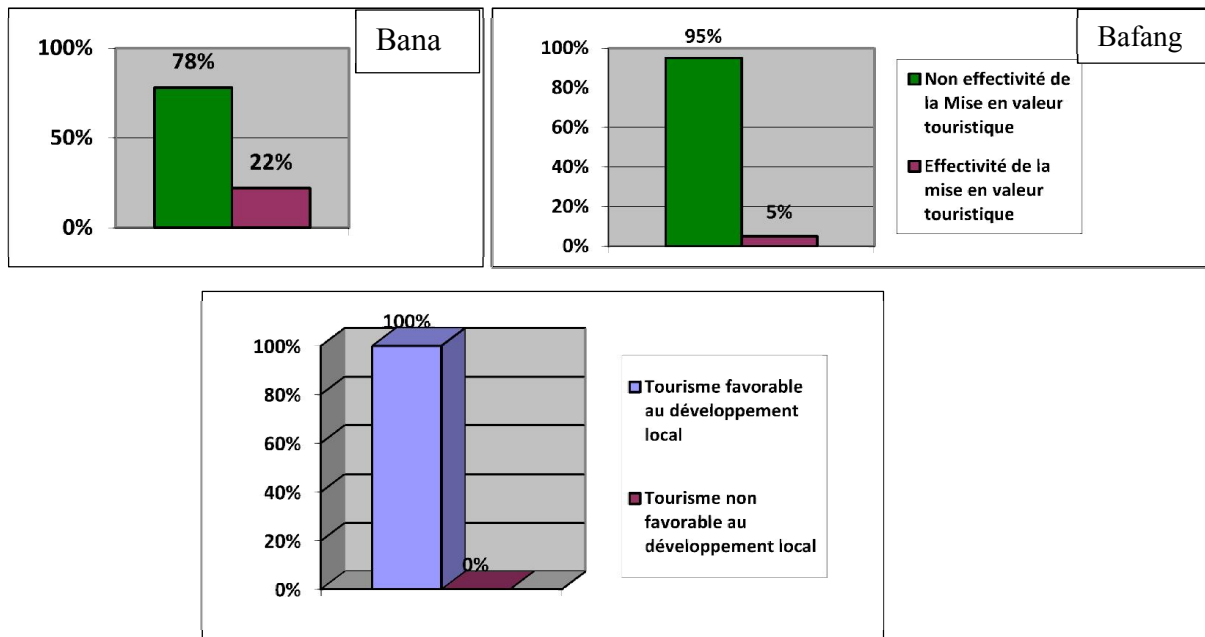 Bana
100%
78%
50%
22%
0%
Bafang
95%
100%
80%
60%
40%
20%
5%
0%
Non effectivité de
la Mise en valeur
touristique
Effectivité de la
mise en valeur
touristique
100%
100%
80%
60%
40%
20%
0%
0%
Tourisme favorable
au développement
local
Tourisme non
favorable au
développement local